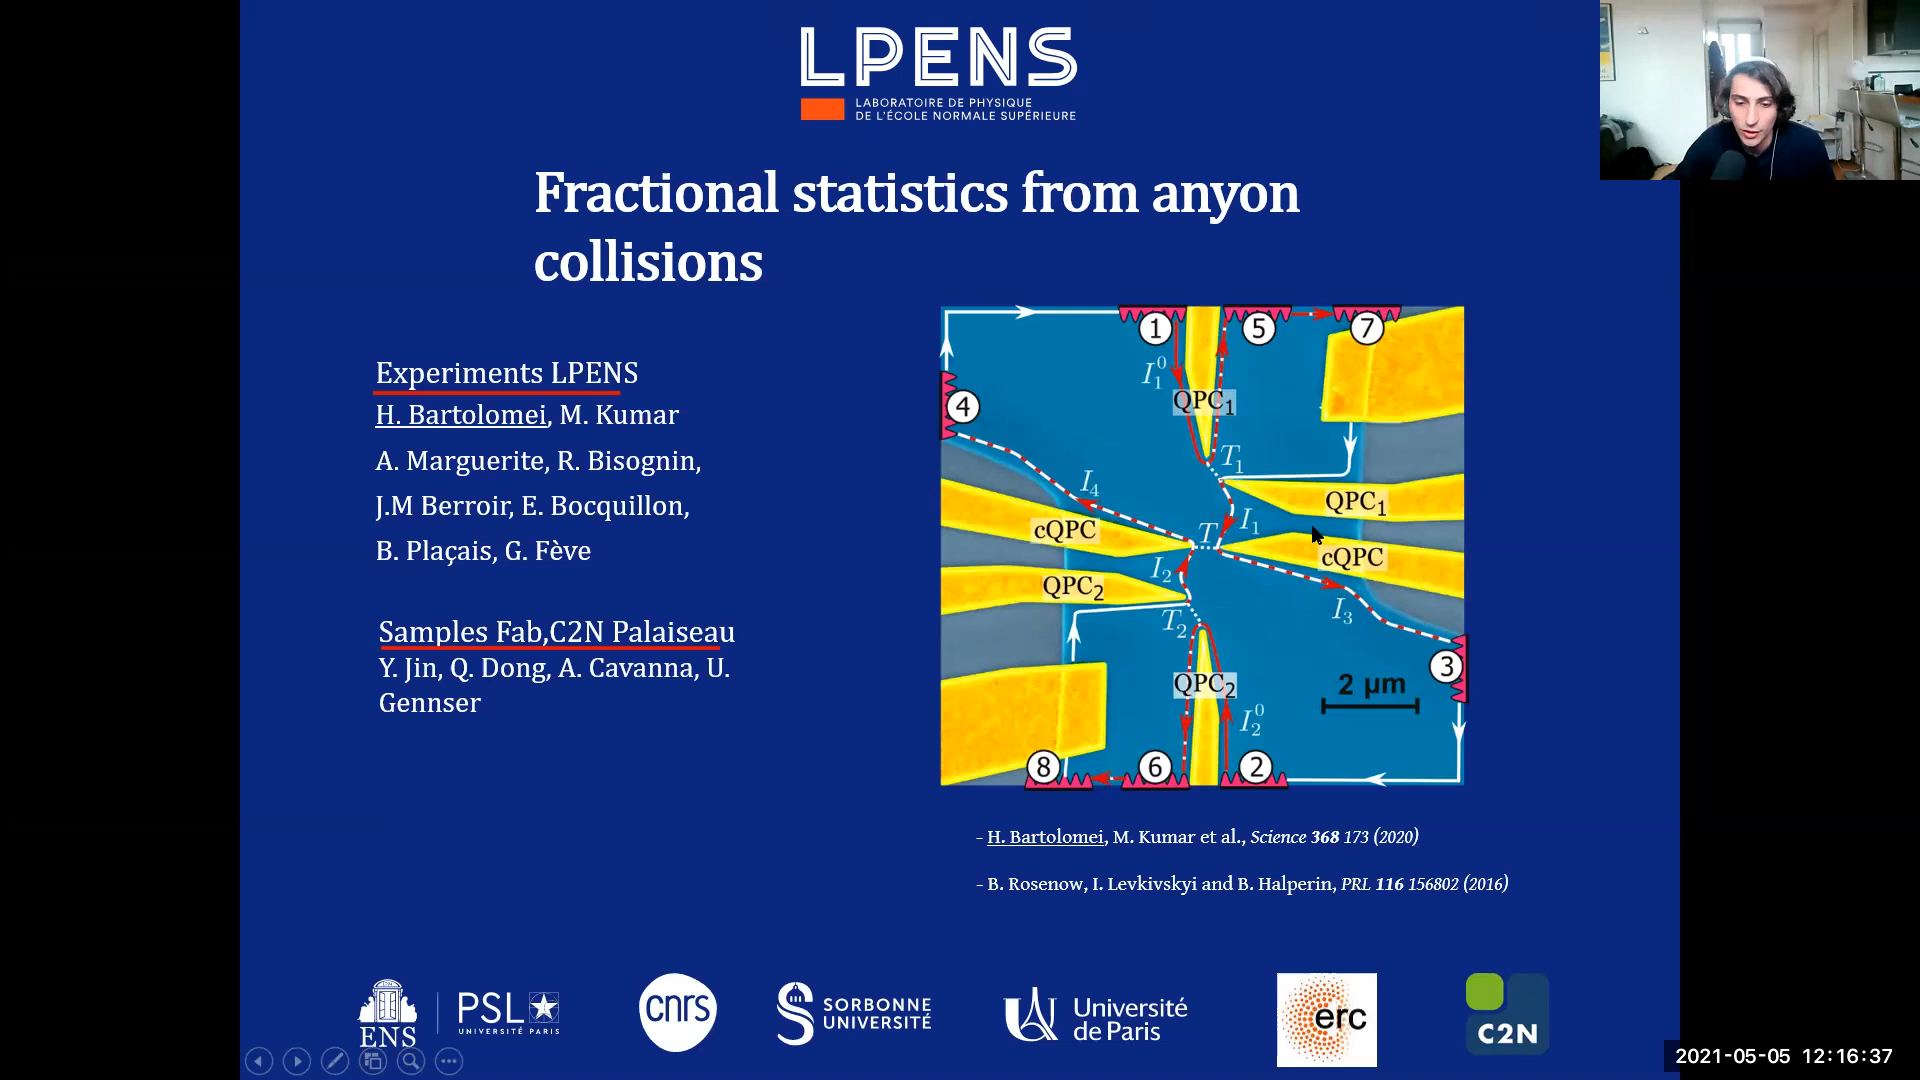 LPENS
LABORATOIRE DE PHYSIQUE
DE L'ÉCOLE NORMALE SUPÉRIEURE
Fractional statistics from anyon
collisions
Experiments LPENS
H. Bartolomei, M. Kumar
A. Marguerite, R. Bisognin,
J.M Berroir, E. Bocquillon,
B. Plaçais, G. Fève
Samples Fab,C2N Palaiseau
Y. Jin, Q. Dong, A. Cavanna, U.
Gennser
1
5
7
I₁⁰
QPC₁
4
T₁
I₄
QPC₁
cQPC
T
I₁
cQPC
I₂
QPC₂
I₃
T₂
3
QPC₂
2 μm
I₂⁰
8
6
2
- H. Bartolomei, M. Kumar et al., Science 368 173 (2020)
- B. Rosenow, I. Levkivskyi and B. Halperin, PRL 116 156802 (2016)
ENS
PSL
UNIVERSITÉ PARIS
cnrs
SORBONNE
UNIVERSITÉ
Université
de Paris
erc
C2N
2021-05-05 12:16:37